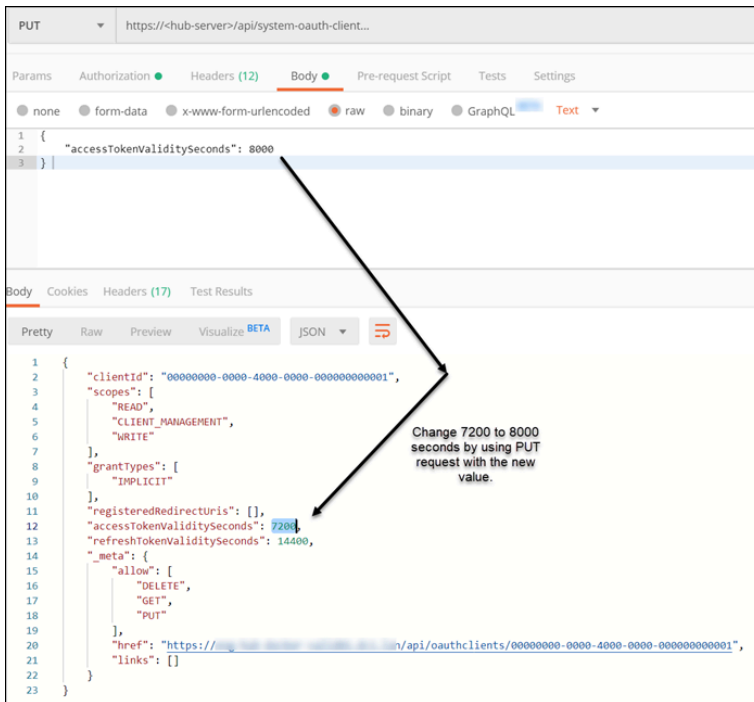 PUT https://<hub-server>/api/system-oauth-client...
Params Authorization Headers (12) Body Pre-request Script Tests Settings
none form-data x-www-form-urlencoded raw binary GraphQL Text
1 {
2 "accessTokenValiditySeconds": 8000
3 }
Body Cookies Headers (17) Test Results
Pretty Raw Preview Visualize BETA JSON
1 {
2 "clientId": "00000000-0000-4000-0000-000000000001",
3 "scopes": [
4 "READ",
5 "CLIENT_MANAGEMENT",
6 "WRITE"
7 ],
8 "grantTypes": [
9 "IMPLICIT"
10 ],
11 "registeredRedirectUris": [],
12 "accessTokenValiditySeconds": 7200,
13 "refreshTokenValiditySeconds": 14400,
14 "_meta": {
15 "allow": [
16 "DELETE",
17 "GET",
18 "PUT"
19 ],
20 "href": "https:// n/api/oauthclients/00000000-0000-4000-0000-000000000001",
21 "links": []
22 }
23 }
Change 7200 to 8000
seconds by using PUT
request with the new
value.